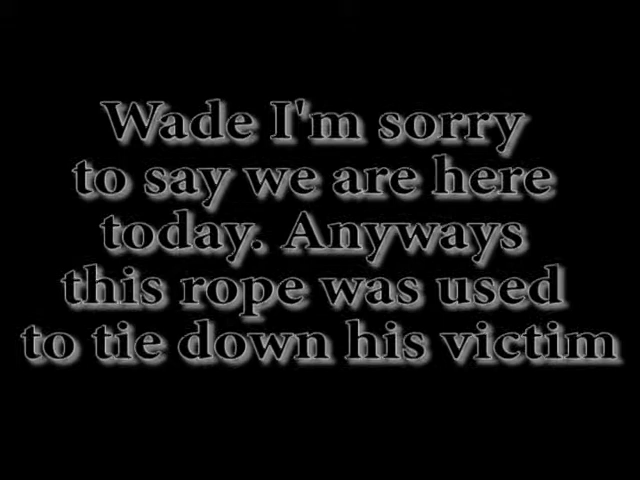 Wade I'm sorry
to say we are here
today. Anyways
this rope was used
to tie down his victim